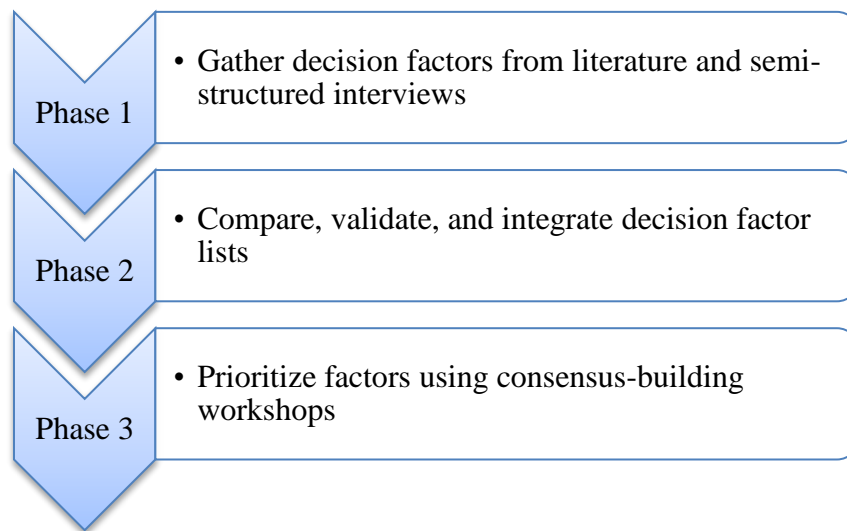 Phase 1
• Gather decision factors from literature and semi-
structured interviews
Phase 2
• Compare, validate, and integrate decision factor
lists
Phase 3
• Prioritize factors using consensus-building
workshops